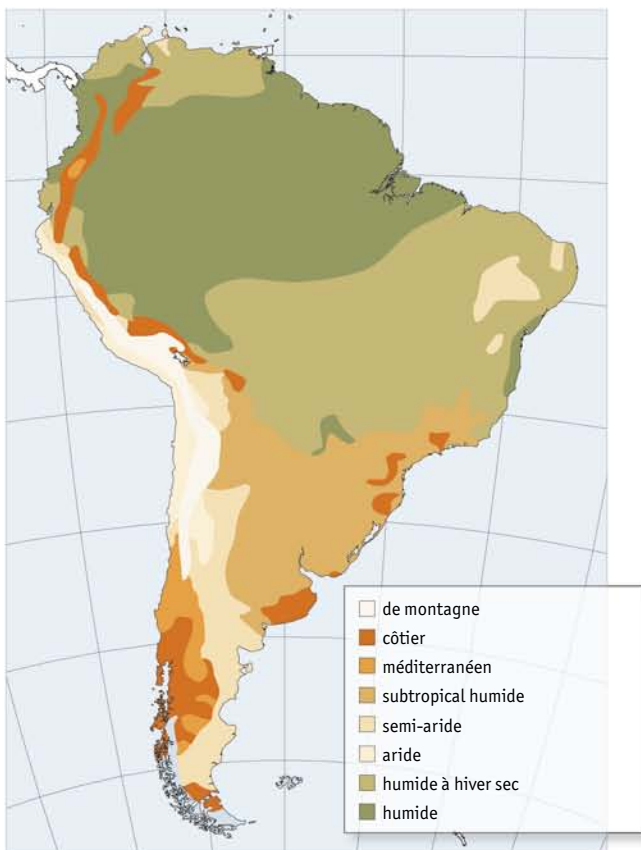 de montagne
côtier
méditerranéen
subtropical humide
semi-aride
aride
humide à hiver sec
humide